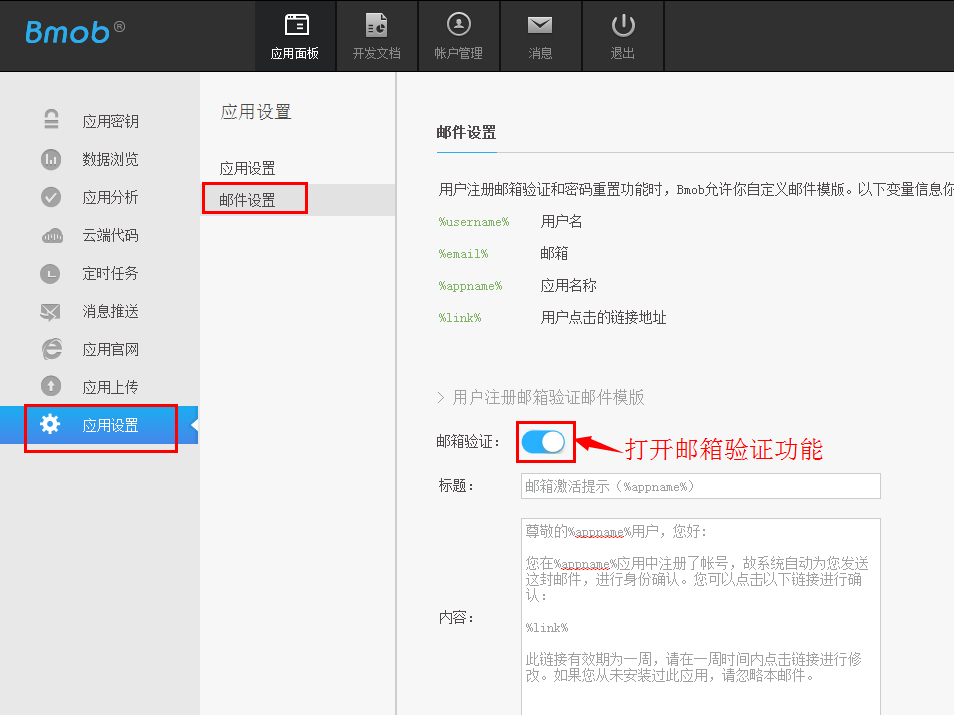 Bmob®
应用面板
开发文档
帐户管理
消息
退出
应用密钥
数据浏览
应用分析
云端代码
定时任务
消息推送
应用官网
应用上传
应用设置
应用设置
应用设置
邮件设置
邮件设置
用户注册邮箱验证和密码重置功能时，Bmob允许你自定义邮件模版。以下变量信息你
%username% 用户名
%email% 邮箱
%appname% 应用名称
%link% 用户点击的链接地址
> 用户注册邮箱验证邮件模版
邮箱验证：
打开邮箱验证功能
标题： 邮箱激活提示（%appname%）
内容：
尊敬的%appname%用户，您好：
您在%appname%应用中注册了帐号，故系统自动为您发送
这封邮件，进行身份确认。您可以点击以下链接进行确
认：
%link%
此链接有效期为一周，请在一周时间内点击链接进行修
改。如果您从未安装过此应用，请忽略本邮件。